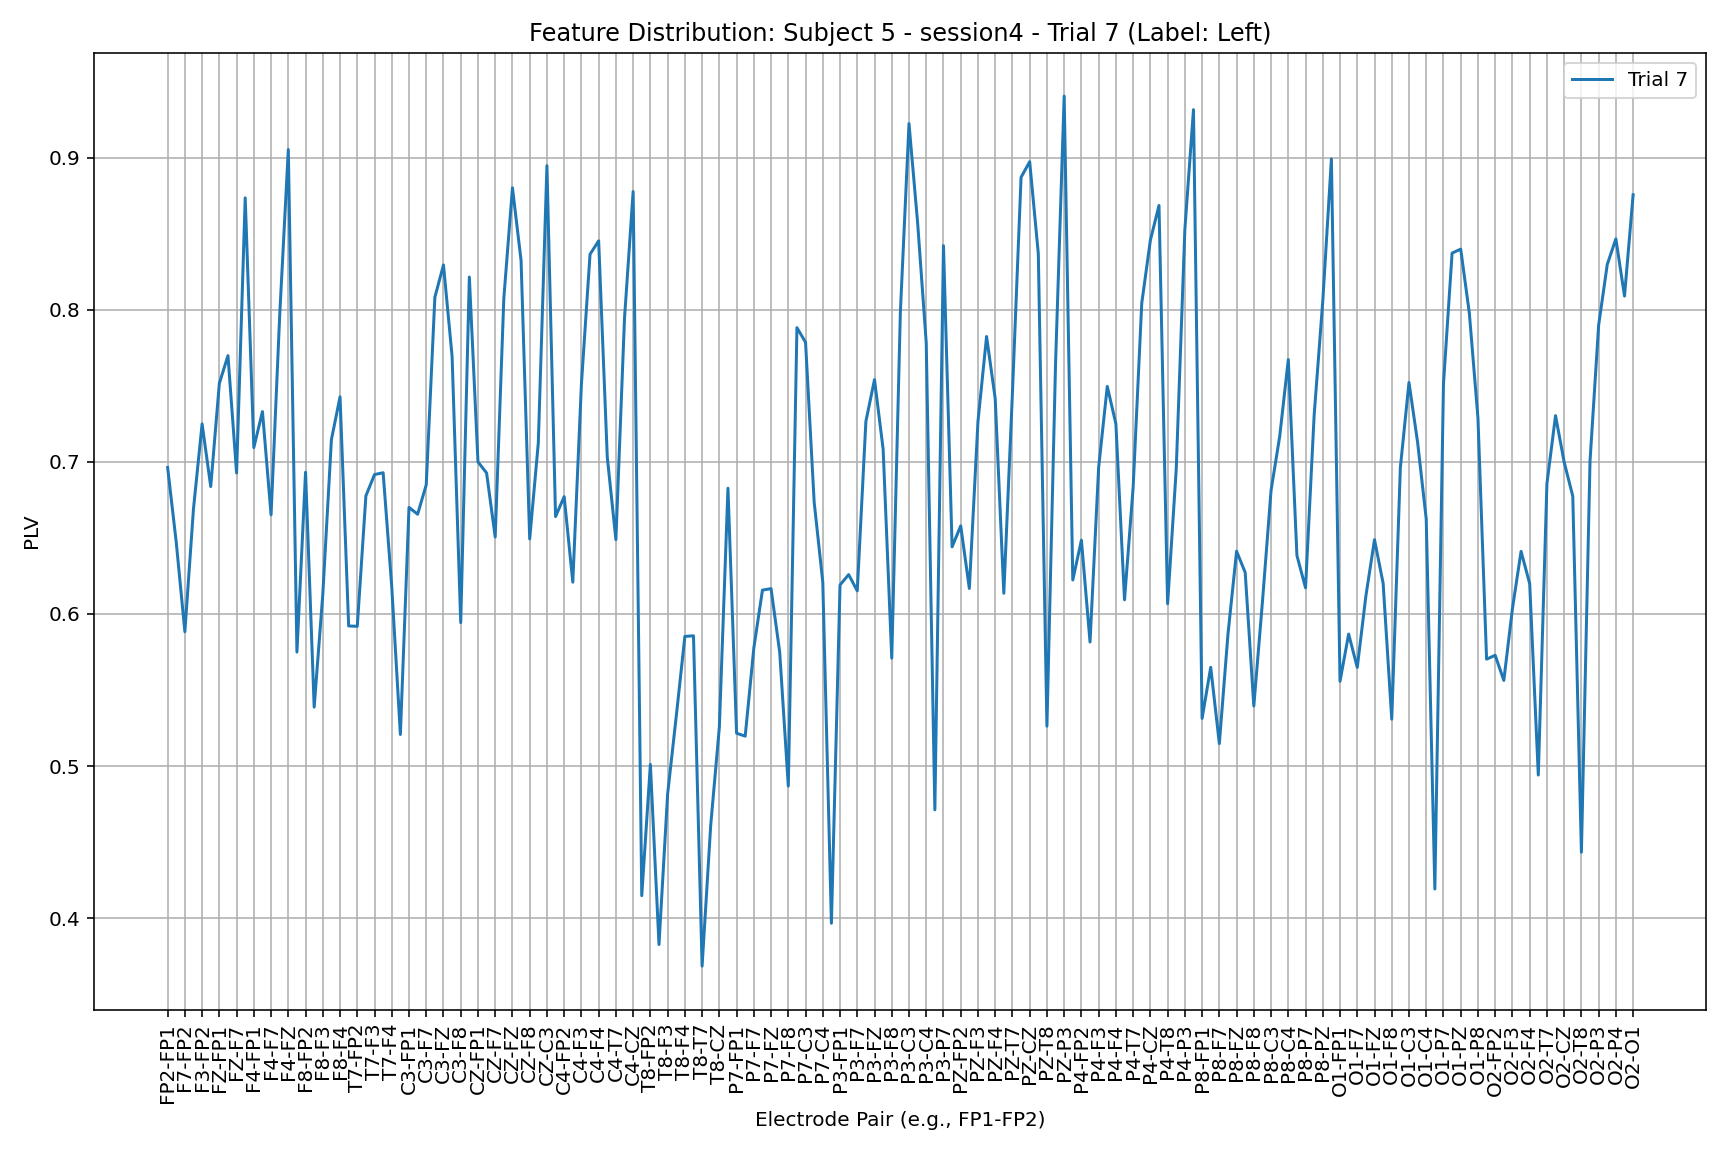 Feature Distribution: Subject 5 - session4 - Trial 7 (Label: Left)
Trial 7
PLV
0.9
0.8
0.7
0.6
0.5
0.4
FP2-FP1
F7-FP2
F3-FP2
FZ-FP1
FZ-F7
F4-FP1
F4-F7
F4-FZ
F8-FP2
F8-F3
F8-F4
T7-FP2
T7-F3
T7-F4
C3-FP1
C3-F7
C3-FZ
C3-F8
CZ-FP1
CZ-F7
CZ-FZ
CZ-F8
CZ-C3
C4-FP2
C4-F3
C4-F4
C4-T7
C4-CZ
T8-FP2
T8-F3
T8-F4
T8-T7
T8-CZ
P7-FP1
P7-F7
P7-FZ
P7-F8
P7-C3
P7-C4
P3-FP1
P3-F7
P3-FZ
P3-F8
P3-C3
P3-C4
P3-P7
PZ-FP2
PZ-F3
PZ-F4
PZ-T7
PZ-CZ
PZ-T8
PZ-P3
P4-FP2
P4-F3
P4-F4
P4-T7
P4-CZ
P4-T8
P4-P3
P8-FP1
P8-F7
P8-FZ
P8-F8
P8-C3
P8-C4
P8-P7
P8-PZ
O1-FP1
O1-F7
O1-FZ
O1-F8
O1-C3
O1-C4
O1-P7
O1-PZ
O1-P8
O2-FP2
O2-F3
O2-F4
O2-T7
O2-CZ
O2-T8
O2-P3
O2-P4
O2-O1
Electrode Pair (e.g., FP1-FP2)